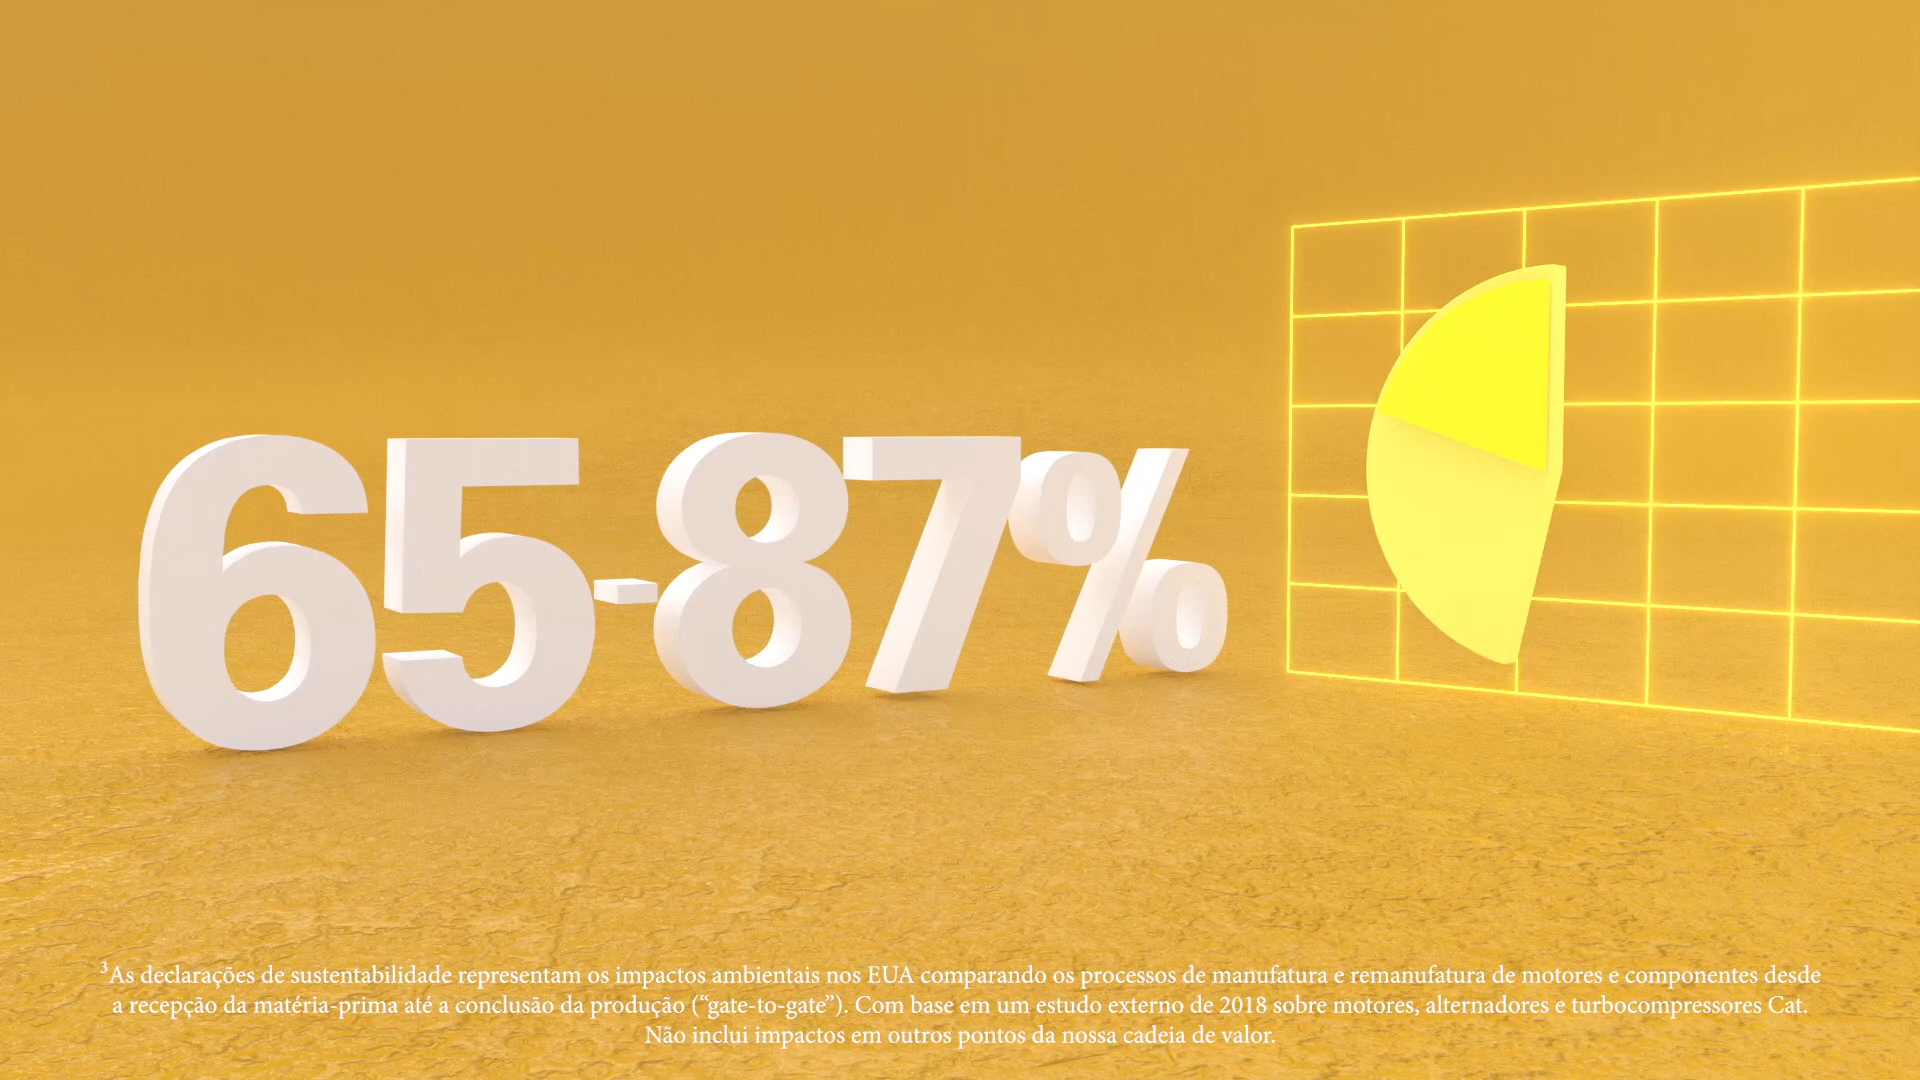 65-87%
³As declarações de sustentabilidade representam os impactos ambientais nos EUA comparando os processos de manufatura e remanufatura de motores e componentes desde
a recepção da matéria-prima até a conclusão da produção (“gate-to-gate”). Com base em um estudo externo de 2018 sobre motores, alternadores e turbocompressores Cat.
Não inclui impactos em outros pontos da nossa cadeia de valor.